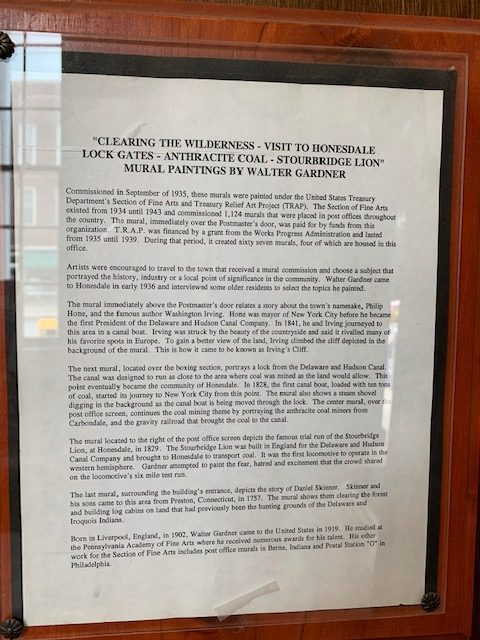 "CLEARING THE WILDERNESS - VISIT TO HONESDALE
LOCK GATES - ANTHRACITE COAL - STOURBRIDGE LION"
MURAL PAINTINGS BY WALTER GARDNER
Commissioned in September of 1935, these murals were painted under the United States Treasury
Department's Section of Fine Arts and Treasury Relief Art Project (TRAP). The Section of Fine Arts
existed from 1934 until 1943 and commissioned 1,124 murals that were placed in post offices throughout
the country. The mural, immediately over the Postmaster's door, was paid for by funds from this
organization. T.R.A.P. was financed by a grant from the Works Progress Administration and lasted
from 1935 until 1939. During that period, it created sixty seven murals, four of which are housed in this
office.
Artists were encouraged to travel to the town that received a mural commission and choose a subject that
portrayed the history, industry or a local point of significance in the community. Walter Gardner came
to Honesdale in early 1936 and interviewed some older residents to select the topics he painted.
The mural immediately above the Postmaster's door relates a story about the town's namesake, Philip
Hone, and the famous author Washington Irving. Hone was mayor of New York City before he became
the first President of the Delaware and Hudson Canal Company. In 1841, he and Irving journeyed to
this area in a canal boat. Irving was struck by the beauty of the countryside and said it rivalled many of
his favorite spots in Europe. To gain a better view of the land, Irving climbed the cliff depicted in the
background of the mural. This is how it came to be known as Irving's Cliff.
The next mural, located over the boxing section, portrays a lock from the Delaware and Hudson Canal.
The canal was designed to run as close to the area where coal was mined as the land would allow. This
point eventually became the community of Honesdale. In 1828, the first canal boat, loaded with ten tons
of coal, started its journey to New York City from this point. The mural also shows a steam shovel
digging in the background as the canal boat is being moved through the lock. The center mural, over the
post office screen, continues the coal mining theme by portraying the anthracite coal miners from
Carbondale, and the gravity railroad that brought the coal to the canal.
The mural located to the right of the post office screen depicts the famous trial run of the Stourbridge
Lion, at Honesdale, in 1829. The Stourbridge Lion was built in England for the Delaware and Hudson
Canal Company and brought to Honesdale to transport coal. It was the first locomotive to operate in the
western hemisphere. Gardner attempted to paint the fear, hatred and excitement that the crowd shared
on the locomotive's six mile test run.
The last mural, surrounding the building's entrance, depicts the story of Daniel Skinner. Skinner and
his sons came to this area from Preston, Connecticut, in 1757. The mural shows them clearing the forest
and building log cabins on land that had previously been the hunting grounds of the Delaware and
Iroquois Indians.
Born in Liverpool, England, in 1902, Walter Gardner came to the United States in 1919. He studied at
the Pennsylvania Academy of Fine Arts where he received numerous awards for his talent. His other
work for the Section of Fine Arts includes post office murals in Berne, Indiana and Postal Station "O" in
Philadelphia.